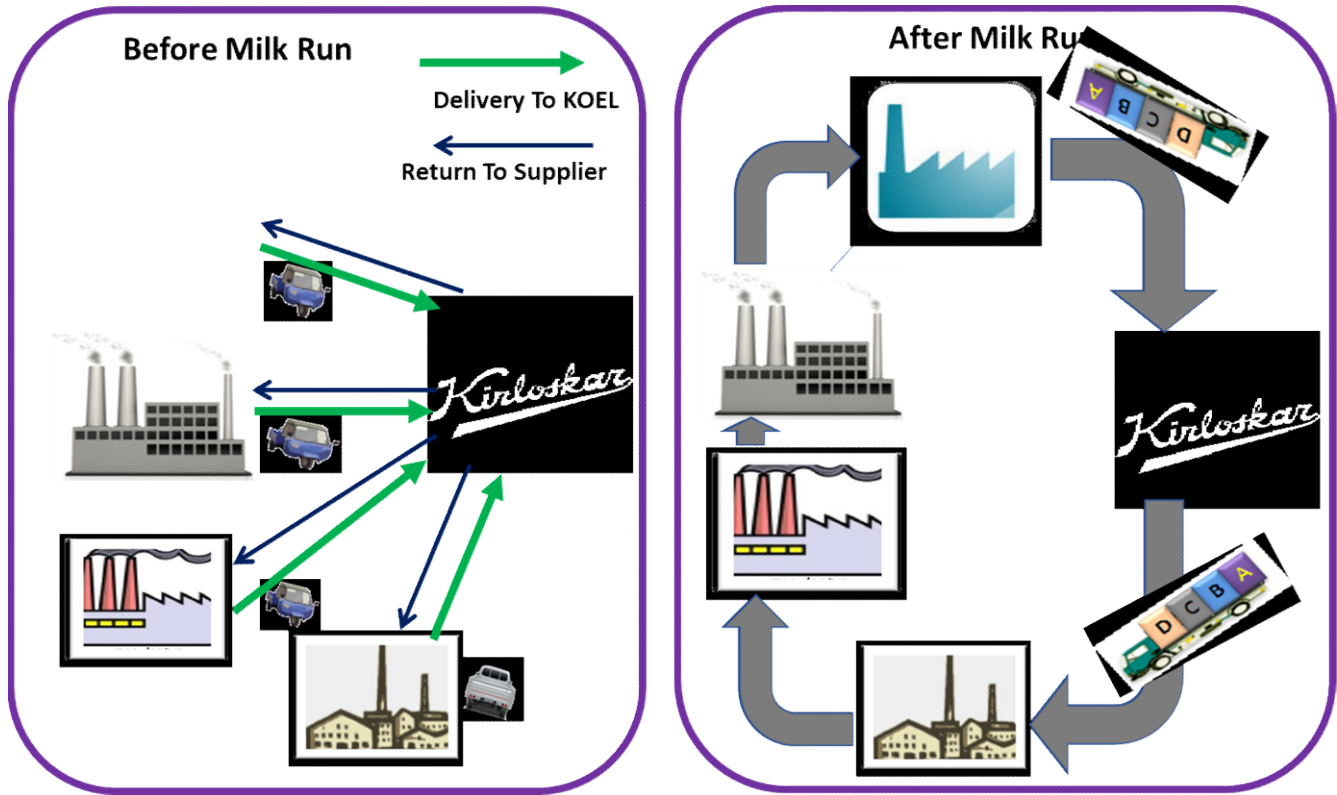 Before Milk Run
Delivery To KOEL
Return To Supplier
Kirloskar
After Milk Ru
A B C D
Kirloskar
D C B A